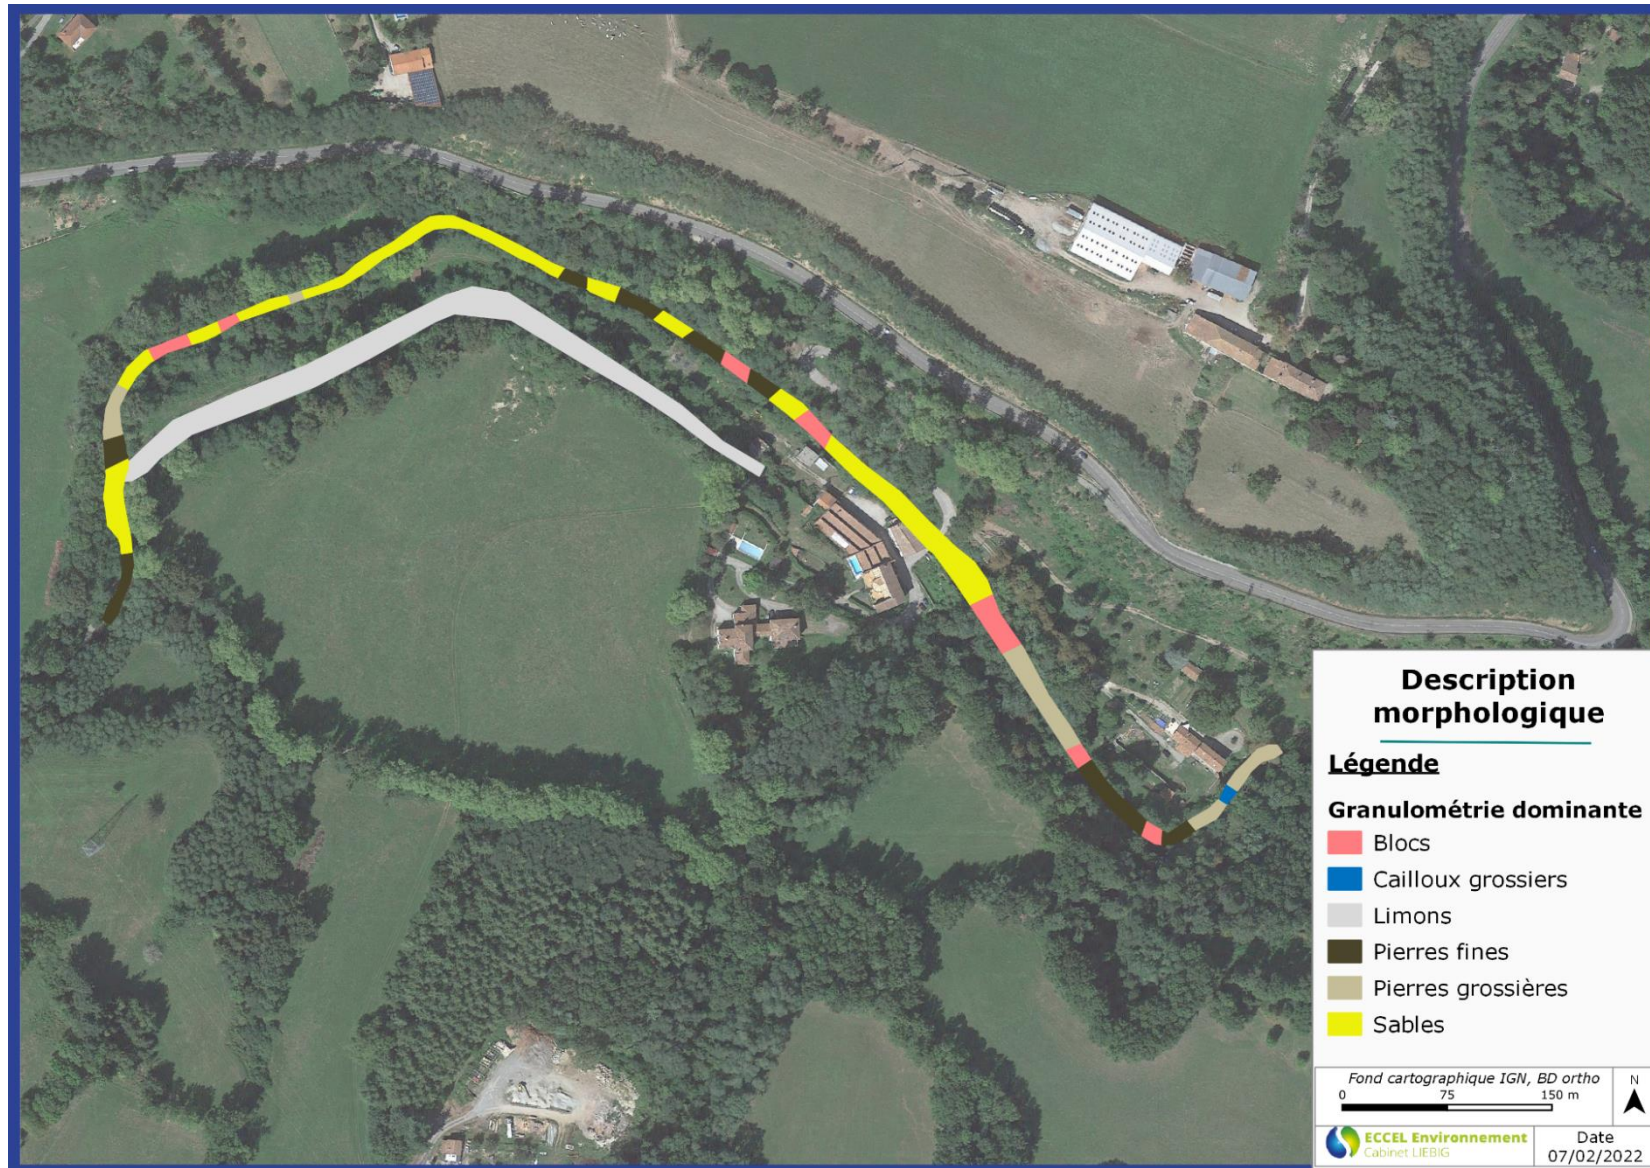 Description
morphologique
Légende
Granulométrie dominante
Blocs
Cailloux grossiers
Limons
Pierres fines
Pierres grossières
Sables
Fond cartographique IGN, BD ortho
0 75 150 m
N
ECCEL Environnement
Cabinet LIEBIG
Date
07/02/2022